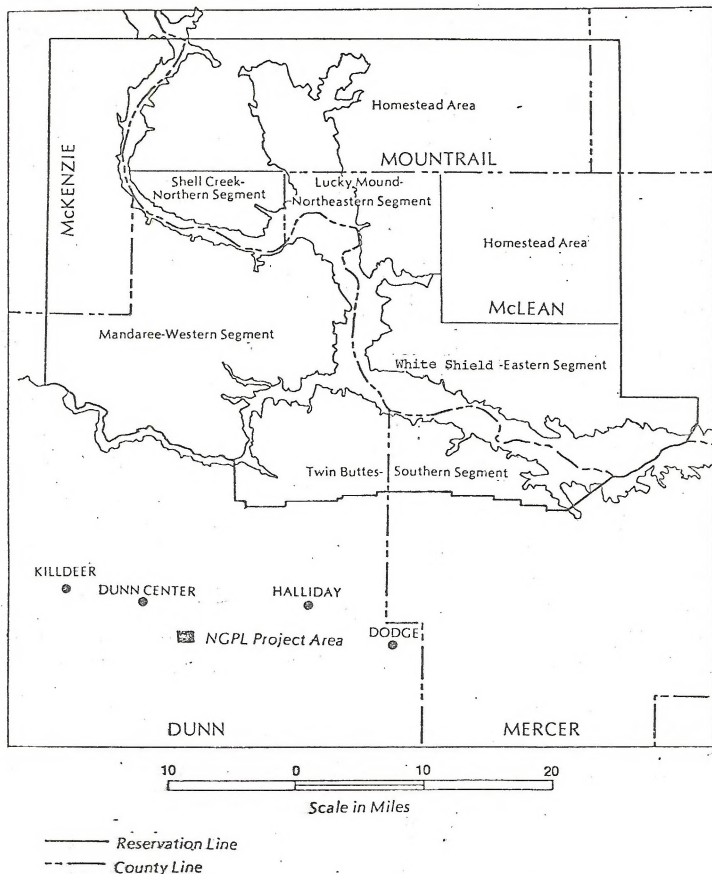 Homestead Area
MOUNTRAIL
McKENZIE
Shell Creek-
Northern Segment
Lucky Mound-
Northeastern Segment
Homestead Area
McLEAN
Mandaree-Western Segment
White Shield -Eastern Segment
Twin Buttes- Southern Segment
KILLDEER
DUNN CENTER
HALLIDAY
NGPL Project Area
DODGE
DUNN
MERCER
10 0 10 20
Scale in Miles
Reservation Line
County Line